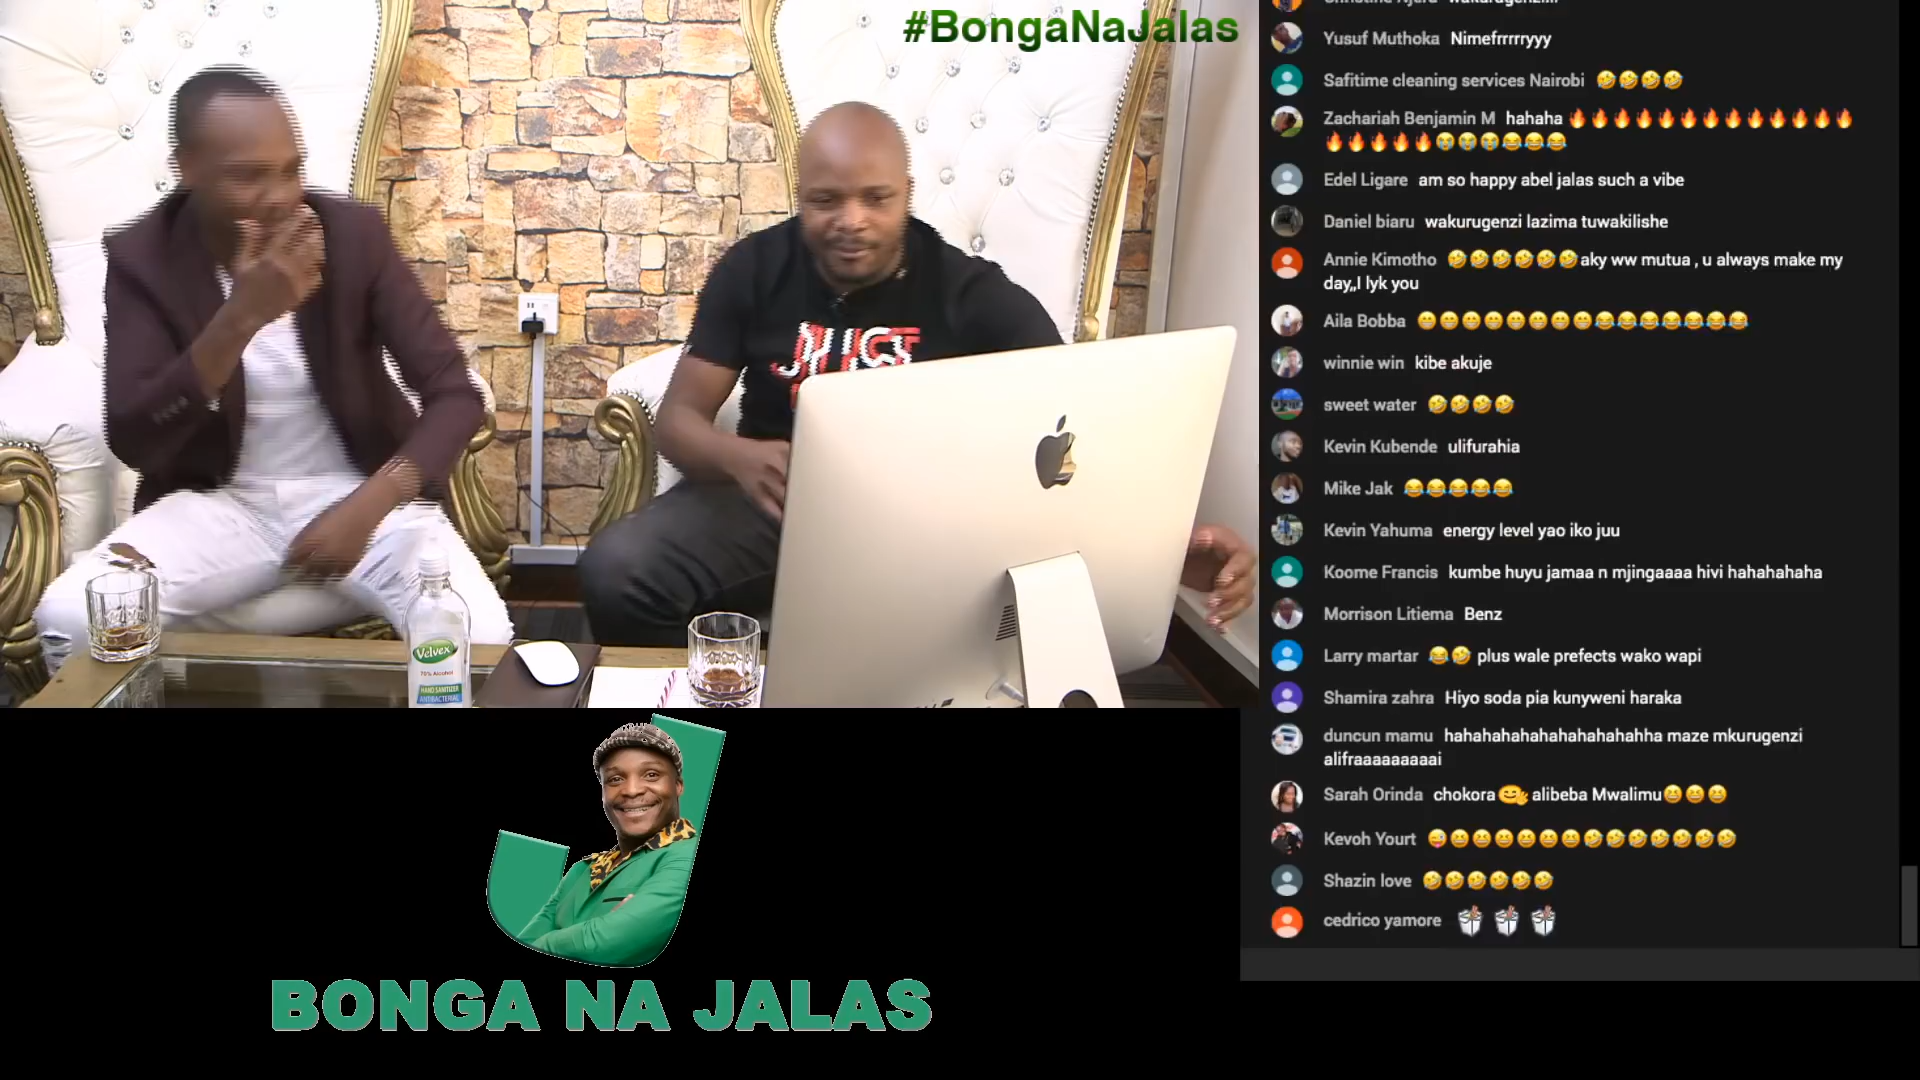 #BongaNaJalas
Velvex
75% Alcohol
HAND SANITIZER
ANTIBACTERIAL
BONGA NA JALAS
Yusuf Muthoka Nimefrrrrryyy
Safitime cleaning services Nairobi 🤣🤣🤣🤣
Zachariah Benjamin M hahaha 🔥🔥🔥🔥🔥🔥🔥🔥🔥🔥🔥🔥🔥
🔥🔥🔥🔥🔥😭😭😭😂😂😂
Edel Ligare am so happy abel jalas such a vibe
Daniel biaru wakurugenzi lazima tuwakilishe
Annie Kimotho 🤣🤣🤣🤣🤣🤣aky ww mutua , u always make my
day,,I lyk you
Aila Bobba 😁😁😁😁😁😁😁😁😂😂😂😂😂😂😂
winnie win kibe akuje
sweet water 🤣🤣🤣🤣
Kevin Kubende ulifurahia
Mike Jak 😂😂😂😂😂
Kevin Yahuma energy level yao iko juu
Koome Francis kumbe huyu jamaa n mjingaaaa hivi hahahahaha
Morrison Litiema Benz
Larry martar 😂🤣 plus wale prefects wako wapi
Shamira zahra Hiyo soda pia kunyweni haraka
duncun mamu hahahahahahahahahahha maze mkurugenzi
alifraaaaaaaaai
Sarah Orinda chokora alibeba Mwalimu😆😆😆
Kevoh Yourt 😜😆😆😆😆😆😆🤣🤣🤣🤣🤣🤣🤣
Shazin love 🤣🤣🤣🤣🤣🤣
cedrico yamore